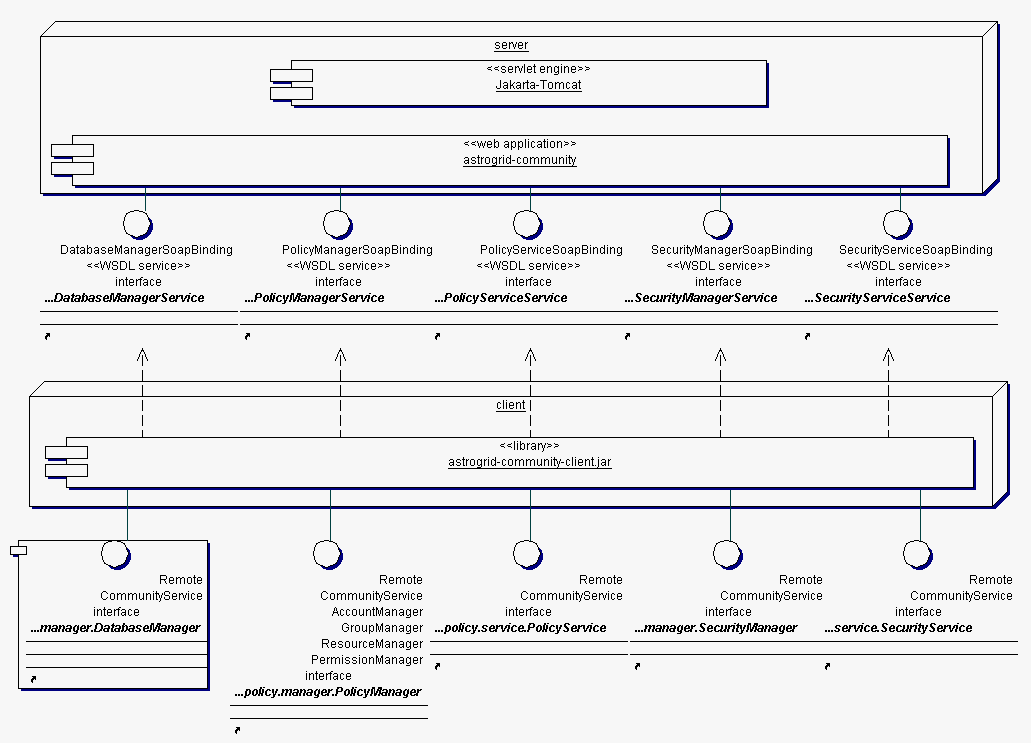 server
<<servlet engine>>
Jakarta-Tomcat
<<web application>>
astrogrid-community
DatabaseManagerSoapBinding
<<WSDL service>>
interface
...DatabaseManagerService
PolicyManagerSoapBinding
<<WSDL service>>
interface
...PolicyManagerService
PolicyServiceSoapBinding
<<WSDL service>>
interface
...PolicyServiceService
SecurityManagerSoapBinding
<<WSDL service>>
interface
...SecurityManagerService
SecurityServiceSoapBinding
<<WSDL service>>
interface
...SecurityServiceService
client
<<library>>
astrogrid-community-client.jar
Remote
CommunityService
interface
...manager.DatabaseManager
Remote
CommunityService
AccountManager
GroupManager
ResourceManager
PermissionManager
interface
...policy.manager.PolicyManager
Remote
CommunityService
interface
...policy.service.PolicyService
Remote
CommunityService
interface
...manager.SecurityManager
Remote
CommunityService
interface
...service.SecurityService